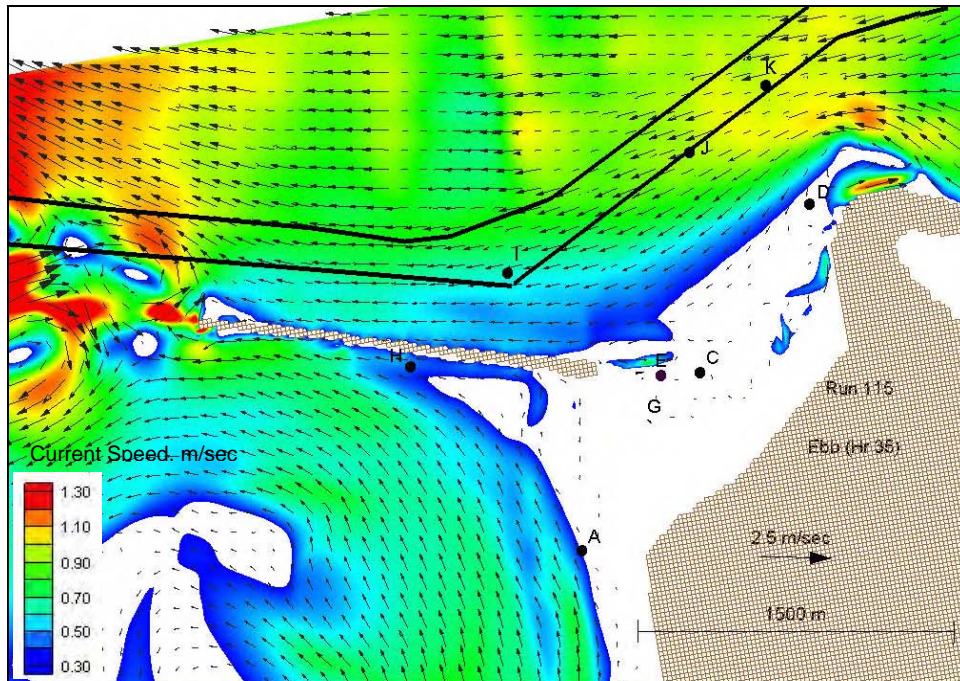 K
J
D
I
H
E
C
G
Run 115
Current Speed. m/sec
Ebb (Hr 35)
1.30
1.10
0.90
0.70
0.50
0.30
2.5 m/sec
A
1500 m